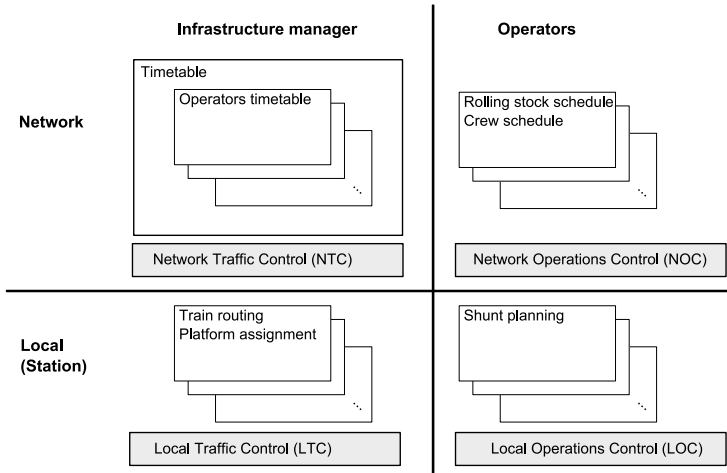 Infrastructure manager
Operators
Network
Timetable
Operators timetable
Rolling stock schedule
Crew schedule
Network Traffic Control (NTC)
Network Operations Control (NOC)
Local
(Station)
Train routing
Platform assignment
Shunt planning
Local Traffic Control (LTC)
Local Operations Control (LOC)